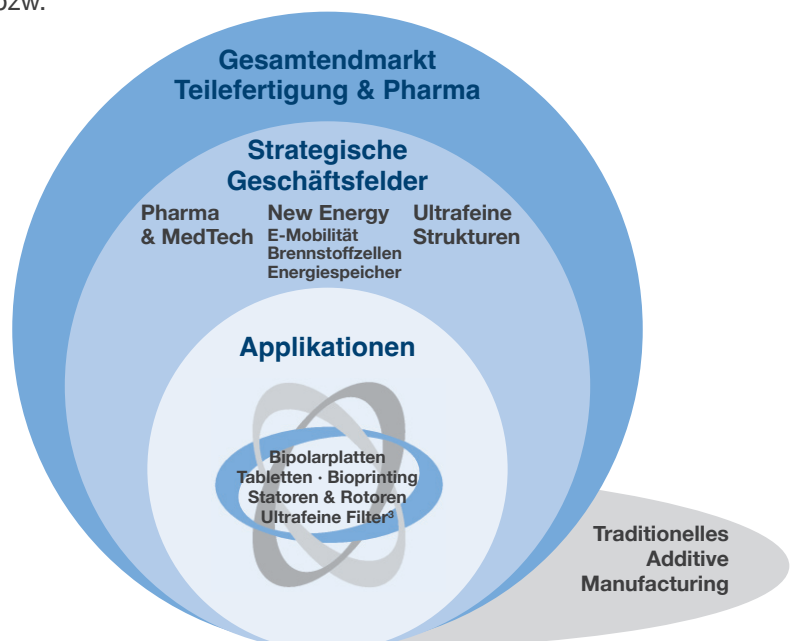 bzw.
Gesamtendmarkt
Teilefertigung & Pharma
Strategische
Geschäftsfelder
Pharma
& MedTech
New Energy
E-Mobilität
Brennstoffzellen
Energiespeicher
Ultrafeine
Strukturen
Applikationen
Bipolarplatten
Tabletten · Bioprinting
Statoren & Rotoren
Ultrafeine Filter³
Traditionelles
Additive
Manufacturing